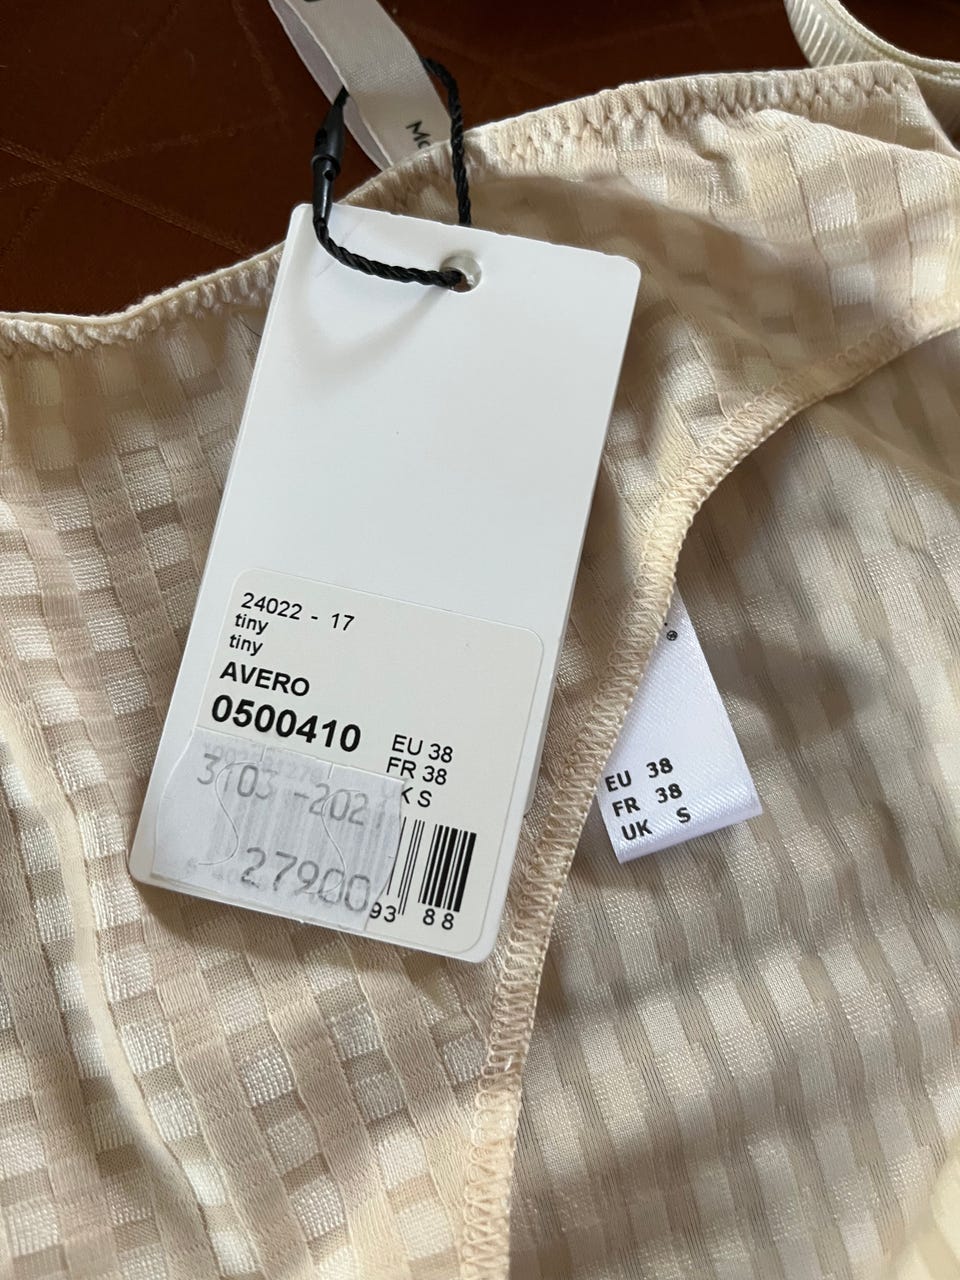 24022 - 17
tiny
tiny
AVERO
0500410
EU 38
FR 38
K S
3103 -202
27900
93 88
®
EU 38
FR 38
UK S